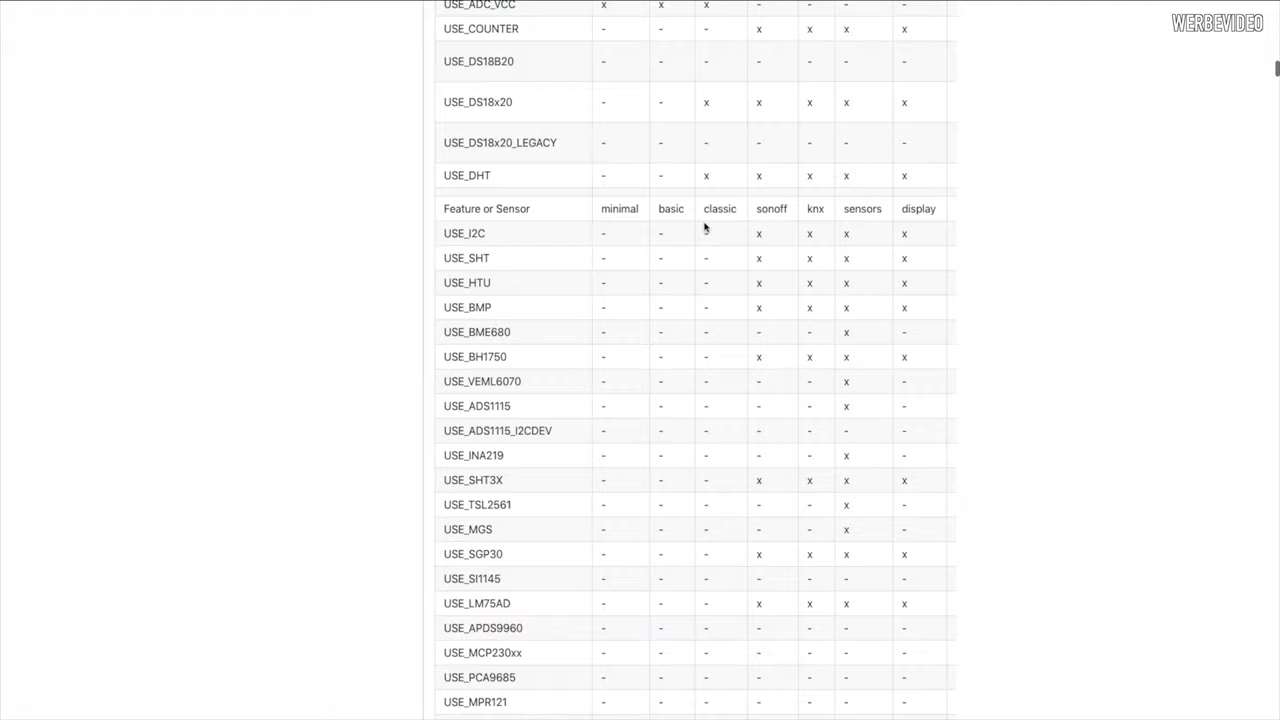 WERBEVIDEO
USE_ADC_VCC x x x - - - -
USE_COUNTER - - - x x x x
USE_DS18B20 - - - - - - -
USE_DS18x20 - - x x x x x
USE_DS18x20_LEGACY - - - - - - -
USE_DHT - - x x x x x
Feature or Sensor minimal basic classic sonoff knx sensors display
USE_I2C - - - x x x x
USE_SHT - - - x x x x
USE_HTU - - - x x x x
USE_BMP - - - x x x x
USE_BME680 - - - - - x -
USE_BH1750 - - - x x x x
USE_VEML6070 - - - - - x -
USE_ADS1115 - - - - - x -
USE_ADS1115_I2CDEV - - - - - - -
USE_INA219 - - - - - x -
USE_SHT3X - - - x x x x
USE_TSL2561 - - - - - x -
USE_MGS - - - - - x -
USE_SGP30 - - - x x x x
USE_SI1145 - - - - - - -
USE_LM75AD - - - x x x x
USE_APDS9960 - - - - - - -
USE_MCP230xx - - - - - - -
USE_PCA9685 - - - - - - -
USE_MPR121 - - - - - - -